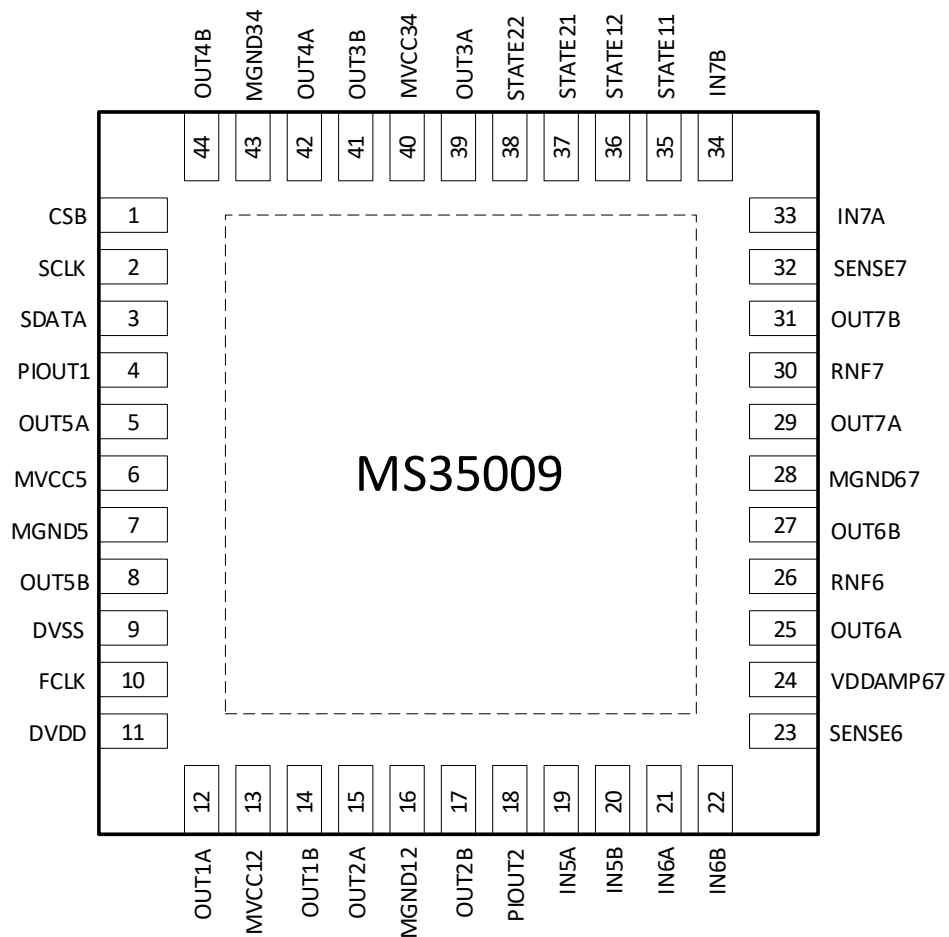 OUT4B
MGND34
OUT4A
OUT3B
MVCC34
OUT3A
STATE22
STATE21
STATE12
STATE11
IN7B
44
43
42
41
40
39
38
37
36
35
34
CSB 1
SCLK 2
SDATA 3
PIOUT1 4
OUT5A 5
MVCC5 6
MGND5 7
OUT5B 8
DVSS 9
FCLK 10
DVDD 11
MS35009
33 IN7A
32 SENSE7
31 OUT7B
30 RNF7
29 OUT7A
28 MGND67
27 OUT6B
26 RNF6
25 OUT6A
24 VDDAMP67
23 SENSE6
12
13
14
15
16
17
18
19
20
21
22
OUT1A
MVCC12
OUT1B
OUT2A
MGND12
OUT2B
PIOUT2
IN5A
IN5B
IN6A
IN6B